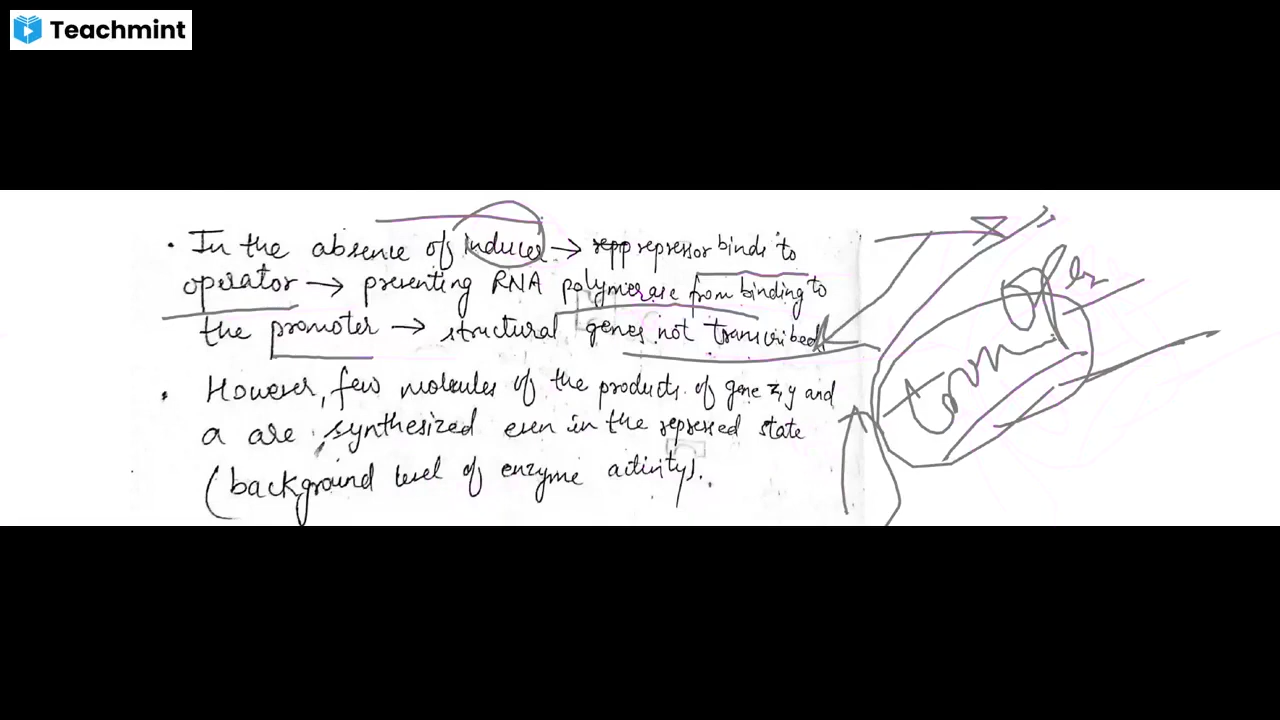 Teachmint
• In the absence of inducer → repressor binds to
operator → preventing RNA polymerase from binding to
the promoter → structural genes not transcribed.
• However, few molecules of the products of gene z, y and
a are synthesized even in the repressed state
(background level of enzyme activity).